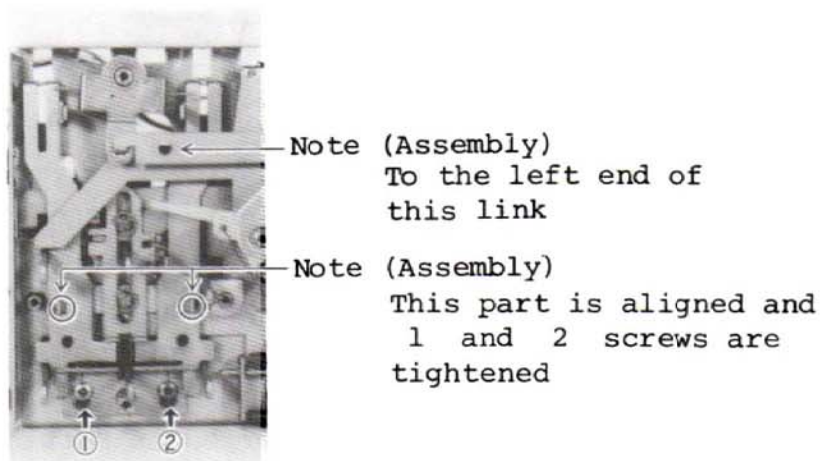 Note (Assembly)
To the left end of
this link
Note (Assembly)
This part is aligned and
1 and 2 screws are
tightened
① ②